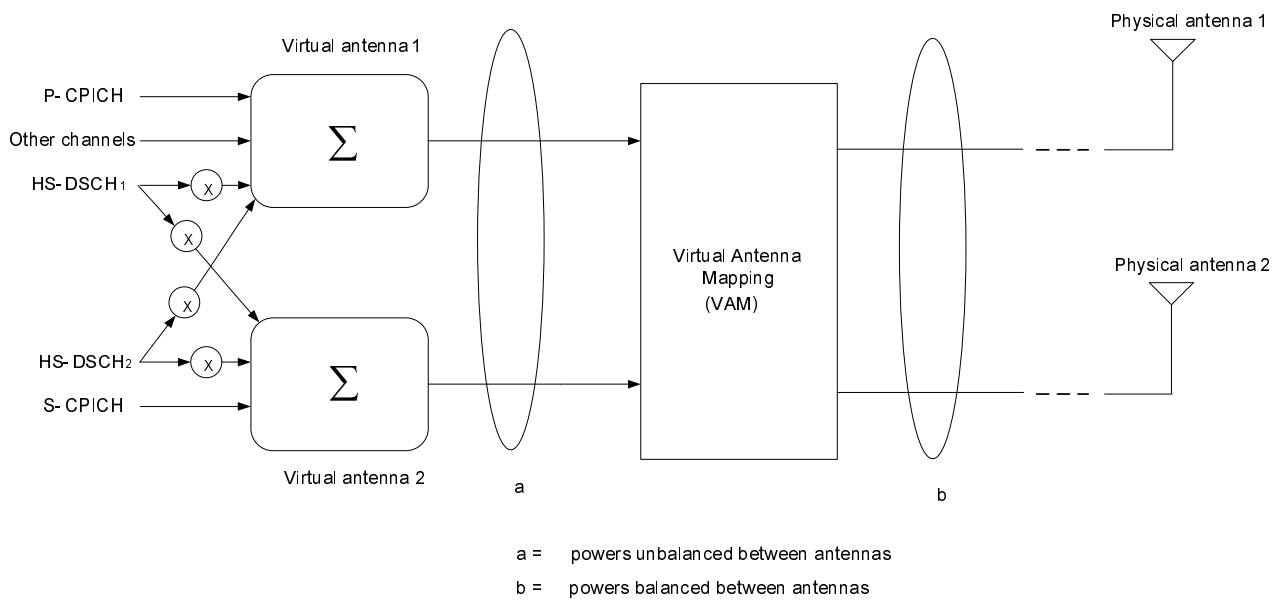 Physical antenna 1
Virtual antenna 1
P-CPICH
Σ
Other channels
HS-DSCH1
X
X
Virtual Antenna
Mapping
(VAM)
Physical antenna 2
X
HS-DSCH2
X
Σ
S-CPICH
Virtual antenna 2
a
b
a = powers unbalanced between antennas
b = powers balanced between antennas